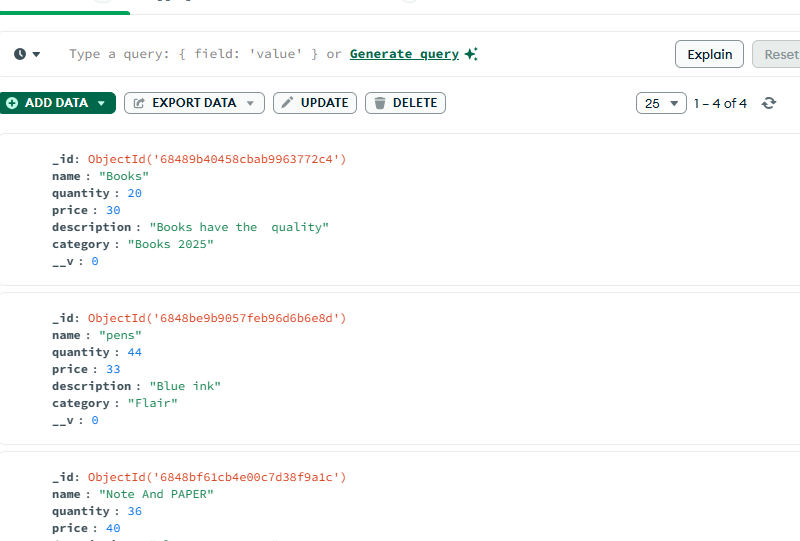 Type a query: { field: 'value' } or Generate query
Explain
Reset
ADD DATA
EXPORT DATA
UPDATE
DELETE
25
1 – 4 of 4
_id: ObjectId('68489b40458cbab9963772c4')
name : "Books"
quantity : 20
price : 30
description : "Books have the  quality"
category : "Books 2025"
__v : 0
_id: ObjectId('6848be9b9057feb96d6b6e8d')
name : "pens"
quantity : 44
price : 33
description : "Blue ink"
category : "Flair"
__v : 0
_id: ObjectId('6848bf61cb4e00c7d38f9a1c')
name : "Note And PAPER"
quantity : 36
price : 40